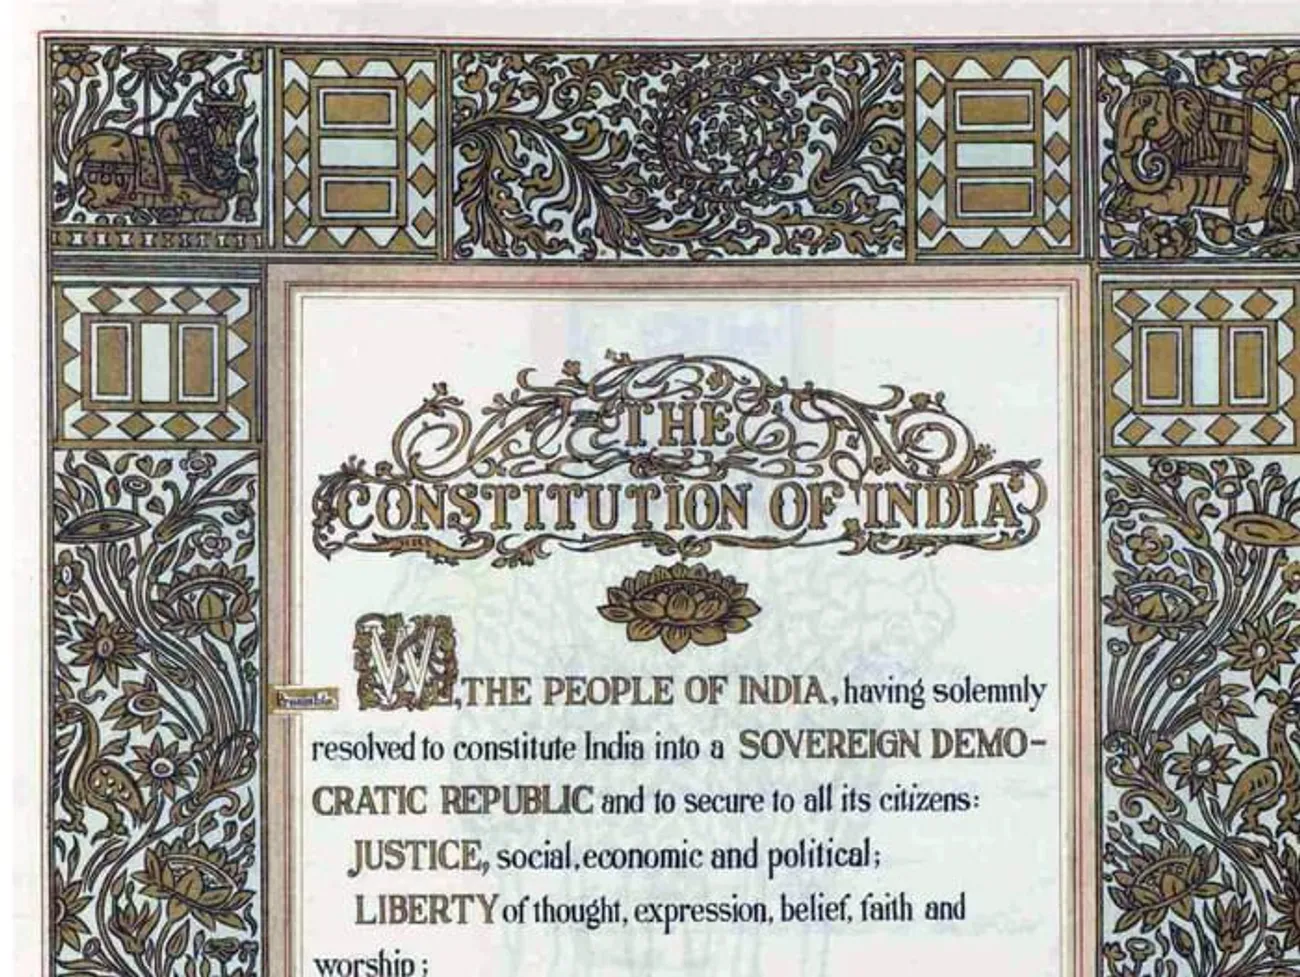 THE
CONSTITUTION OF INDIA
Preamble.
WE, THE PEOPLE OF INDIA, having solemnly
resolved to constitute India into a SOVEREIGN DEMO-
CRATIC REPUBLIC and to secure to all its citizens:
JUSTICE, social, economic and political;
LIBERTY of thought, expression, belief, faith and
worship;